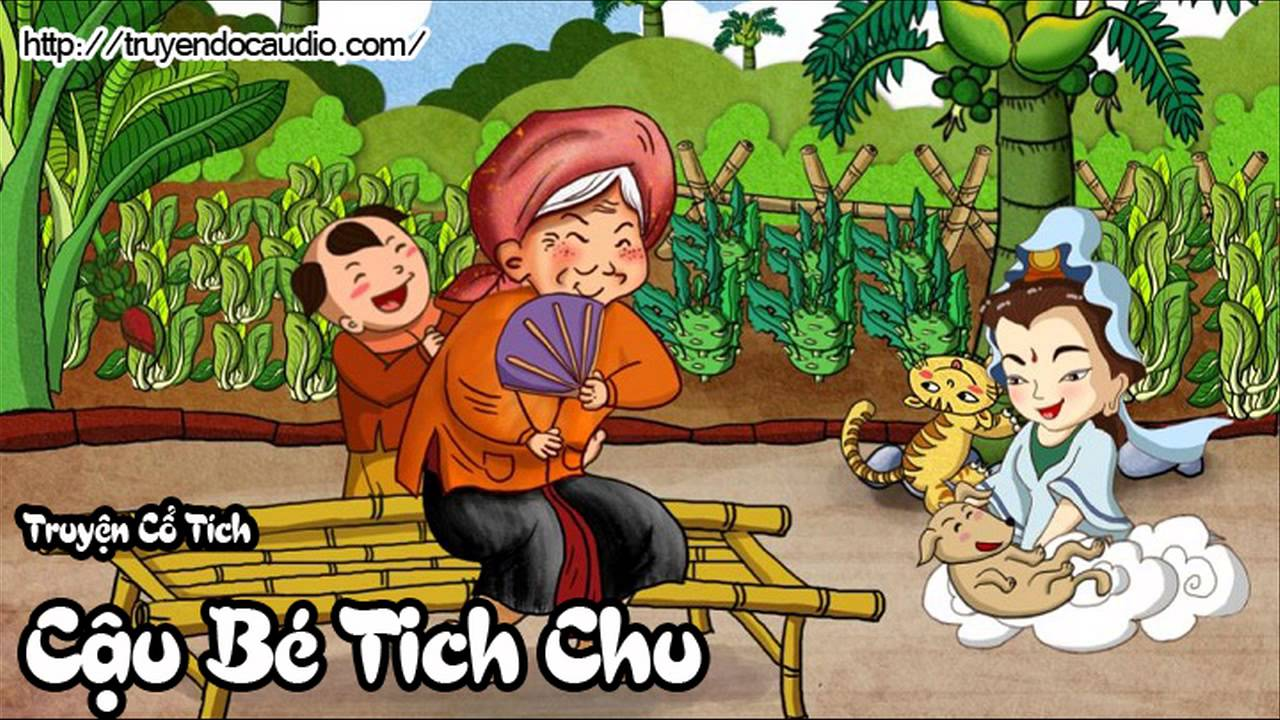 http://truyendocaudio.com/
Truyện Cổ Tích
Cậu Bé Tích Chu